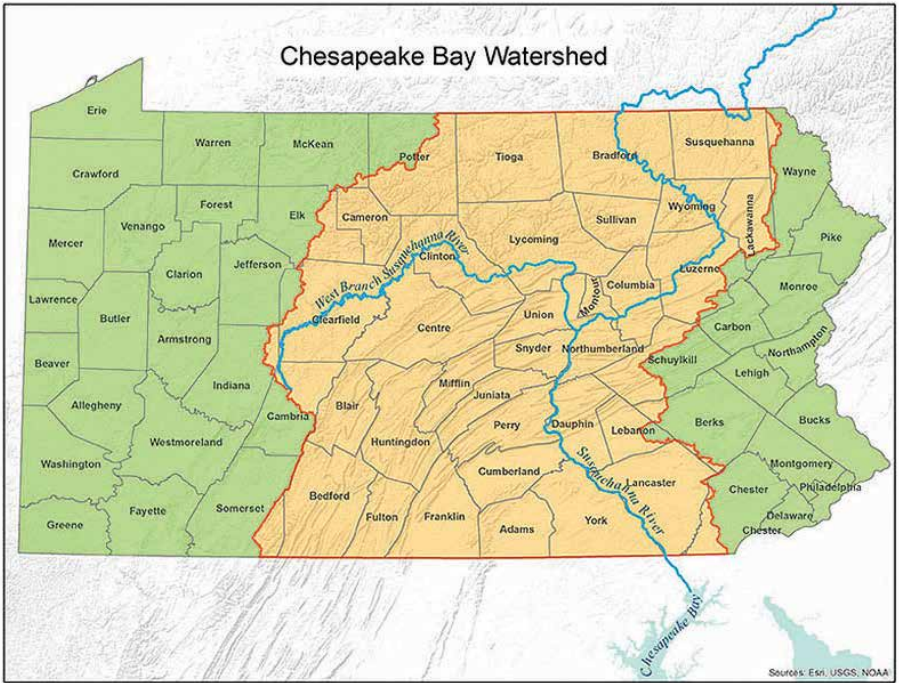 Chesapeake Bay Watershed
Erie
Warren
McKean
Potter
Tioga
Bradford
Susquehanna
Wayne
Crawford
Forest
Elk
Cameron
Sullivan
Wyoming
Lackawanna
Venango
Pike
Mercer
Clinton
Lycoming
Jefferson
Clarion
Luzerne
Columbia
Montour
Monroe
West Branch Susquehanna River
Lawrence
Butler
Clearfield
Centre
Union
Carbon
Northampton
Armstrong
Snyder
Northumberland
Schuylkill
Beaver
Lehigh
Indiana
Mifflin
Juniata
Allegheny
Blair
Cambria
Perry
Dauphin
Lebanon
Berks
Bucks
Westmoreland
Huntingdon
Washington
Cumberland
Susquehanna River
Lancaster
Montgomery
Chester
Philadelphia
Bedford
Somerset
Fayette
Greene
Fulton
Franklin
Adams
York
Delaware
Chester
Chesapeake Bay
Sources: Esri, USGS, NOAA